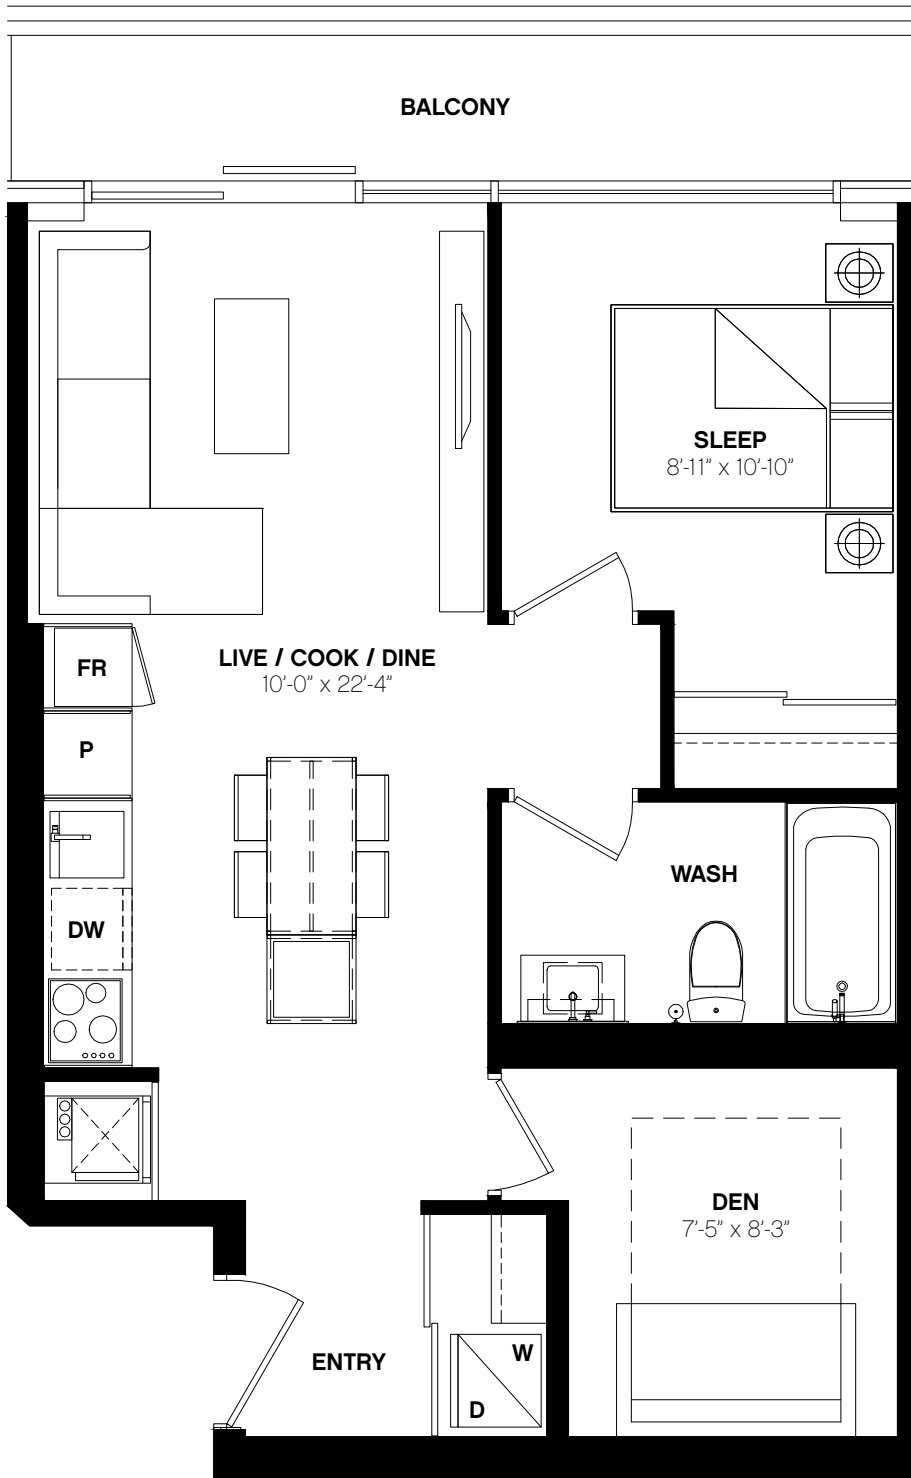 BALCONY
SLEEP
8'-11" x 10'-10"
LIVE / COOK / DINE
10'-0" x 22'-4"
FR
P
DW
WASH
DEN
7'-5" x 8'-3"
ENTRY
W
D